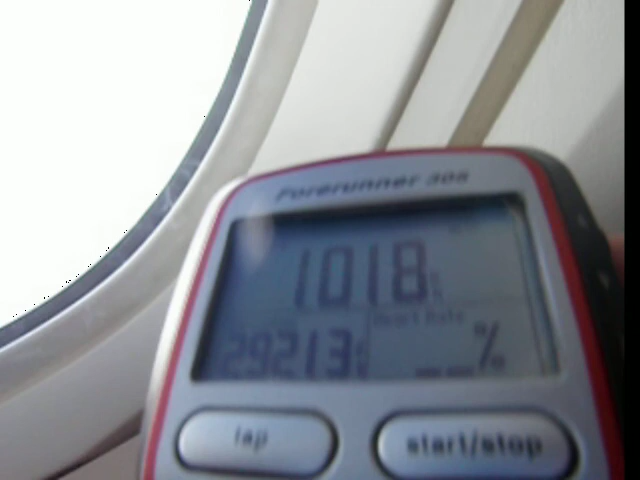 Forerunner 305
1018
Heart Rate
29213
%
lap
start/stop